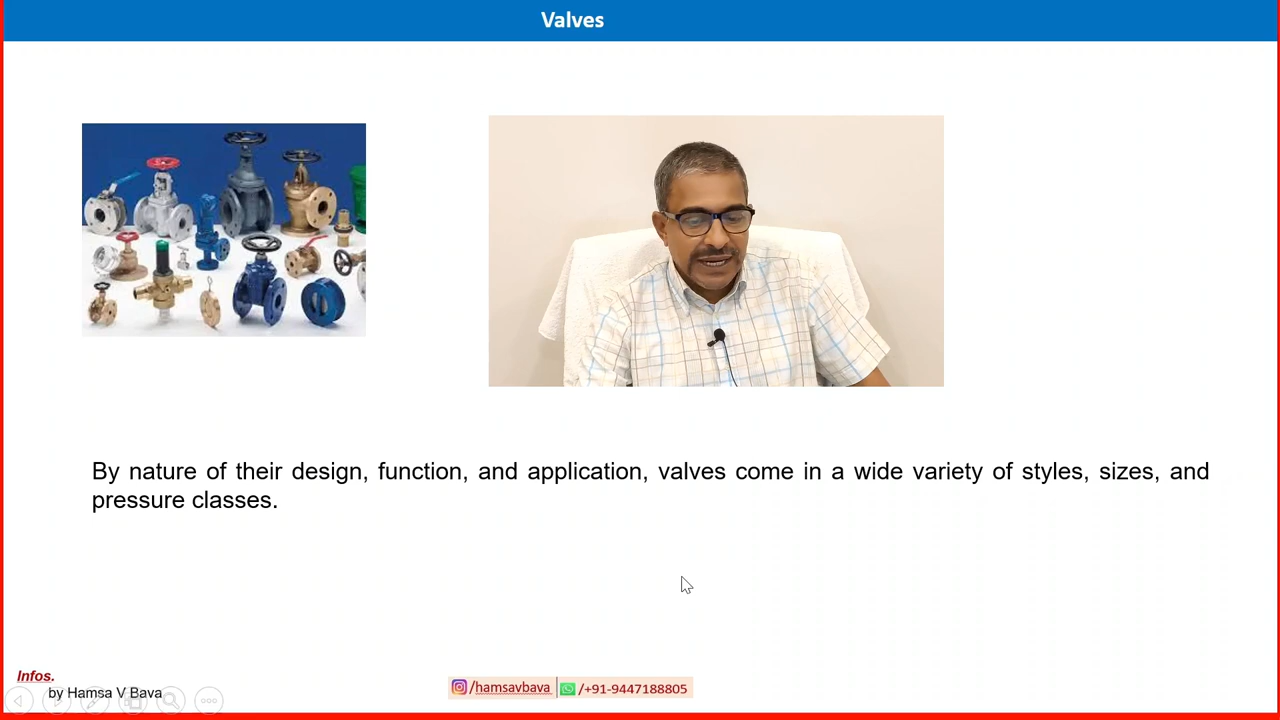 Valves
By nature of their design, function, and application, valves come in a wide variety of styles, sizes, and
pressure classes.
Infos.
by Hamsa V Bava
/hamsavbava
/+91-9447188805